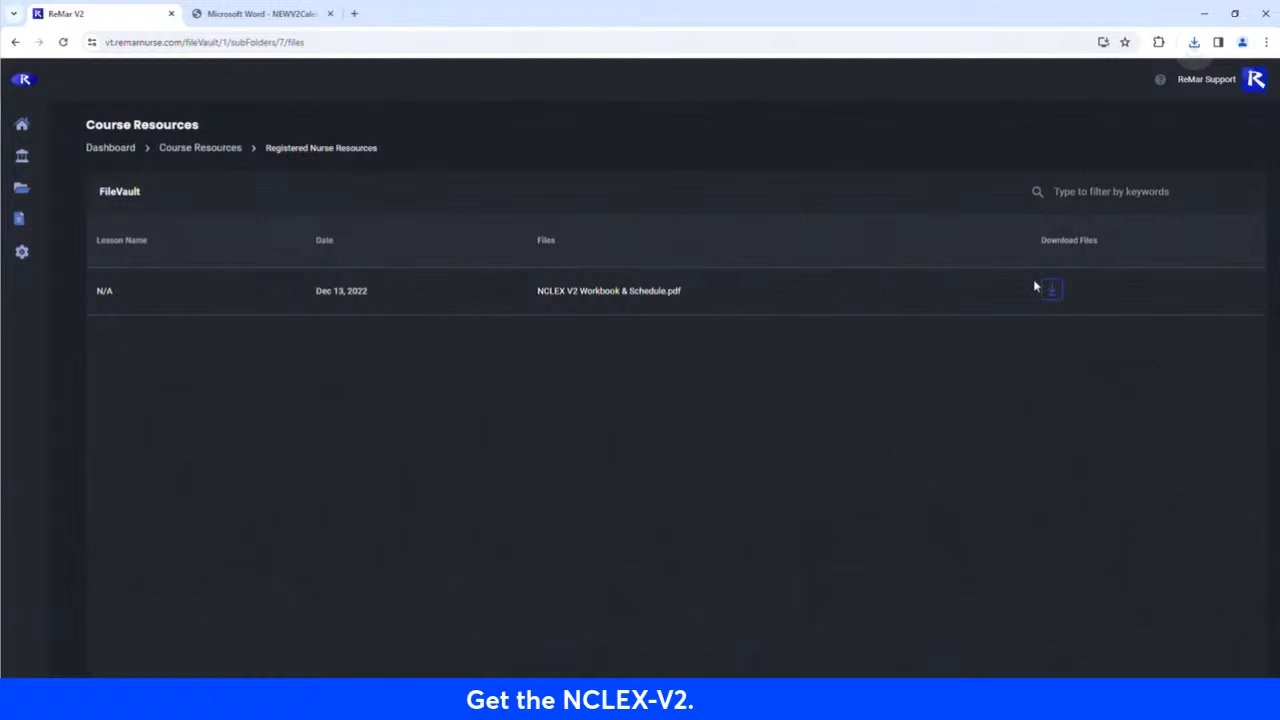 ReMar V2
Microsoft Word - NEWV2Cale
vt.remarnurse.com/fileVault/1/subFolders/7/files
R
ReMar Support
R
Course Resources
Dashboard > Course Resources > Registered Nurse Resources
FileVault
Type to filter by keywords
Lesson Name Date Files Download Files
N/A Dec 13, 2022 NCLEX V2 Workbook & Schedule.pdf
Get the NCLEX-V2.